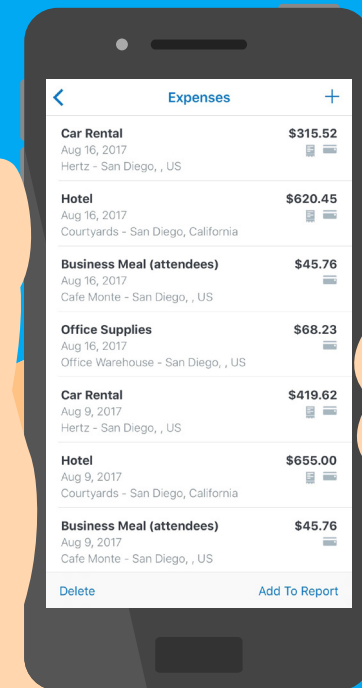 Expenses
Car Rental $315.52
Aug 16, 2017
Hertz - San Diego, , US
Hotel $620.45
Aug 16, 2017
Courtyards - San Diego, California
Business Meal (attendees) $45.76
Aug 16, 2017
Cafe Monte - San Diego, , US
Office Supplies $68.23
Aug 16, 2017
Office Warehouse - San Diego, , US
Car Rental $419.62
Aug 9, 2017
Hertz - San Diego, , US
Hotel $655.00
Aug 9, 2017
Courtyards - San Diego, California
Business Meal (attendees) $45.76
Aug 9, 2017
Cafe Monte - San Diego, , US
Delete Add To Report